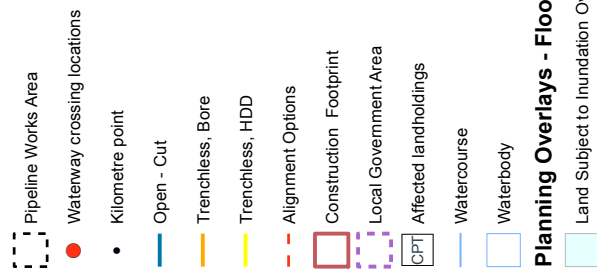 Pipeline Works Area
Waterway crossing locations
Kilometre point
Open - Cut
Trenchless, Bore
Trenchless, HDD
Alignment Options
Construction Footprint
Local Government Area
CPT Affected landholdings
Watercourse
Waterbody
Planning Overlays - Floo
Land Subject to Inundation Ov